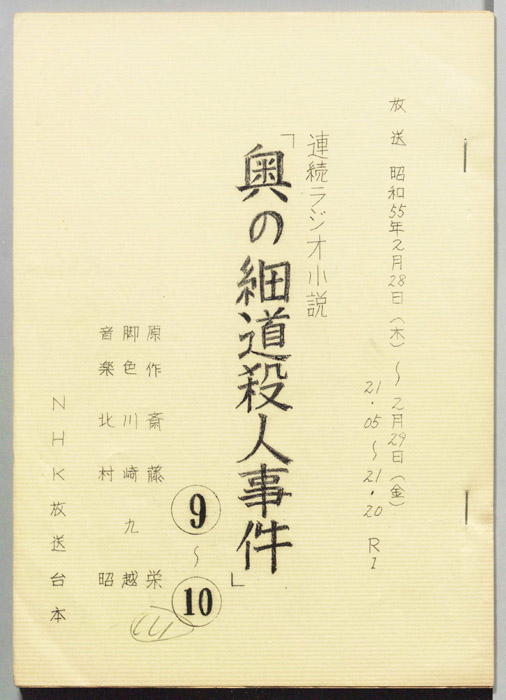 放送 昭和55年2月28日(木)〜2月29日(金)
21.05〜21.20 R1
連続ラジオ小説
「奥の細道殺人事件」
⑨〜⑩
原作 斎藤 栄
脚色 川崎九越
音楽 北村 昭
NHK放送台本